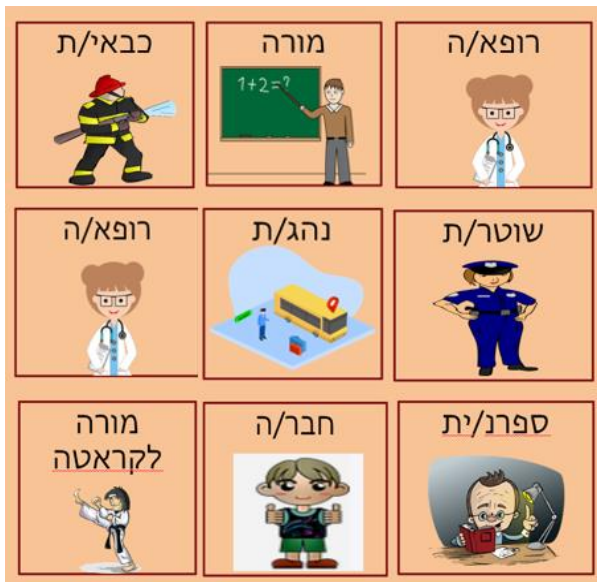 רופא/ה
מורה
כבאי/ת
1+2=?
שוטר/ת
נהג/ת
רופא/ה
ספרנ/ית
חבר/ה
מורה
לקראטה